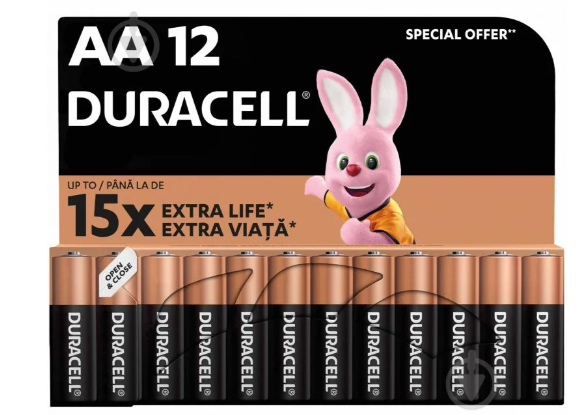 AA 12
SPECIAL OFFER**
DURACELL®
UP TO / PÂNĂ LA DE
15x EXTRA LIFE*
EXTRA VIAȚĂ*
OPEN
& CLOSE
DURACELL®
DURACELL®
DURACELL®
DURACELL®
DURACELL®
DURACELL®
DURACELL®
DURACELL®
DURACELL®
DURACELL®
DURACELL®
DURACELL®